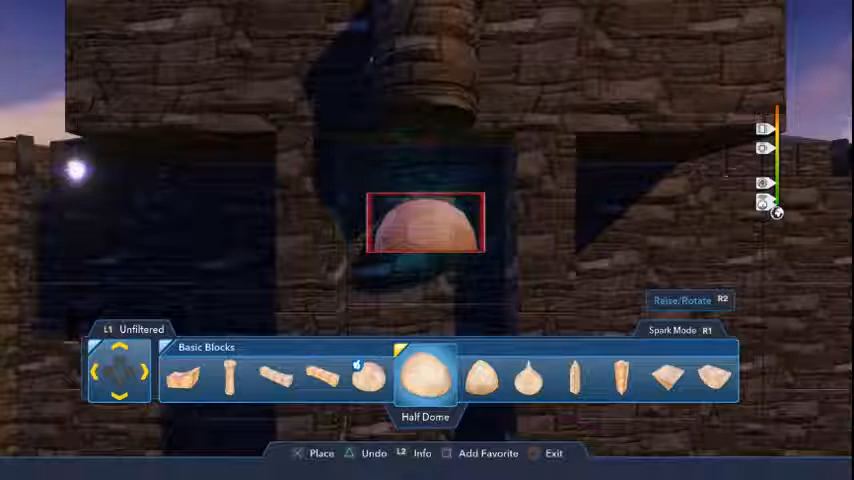 Raise/Rotate R2
L1 Unfiltered
Spark Mode R1
Basic Blocks
Half Dome
Place Undo L2 Info Add Favorite Exit